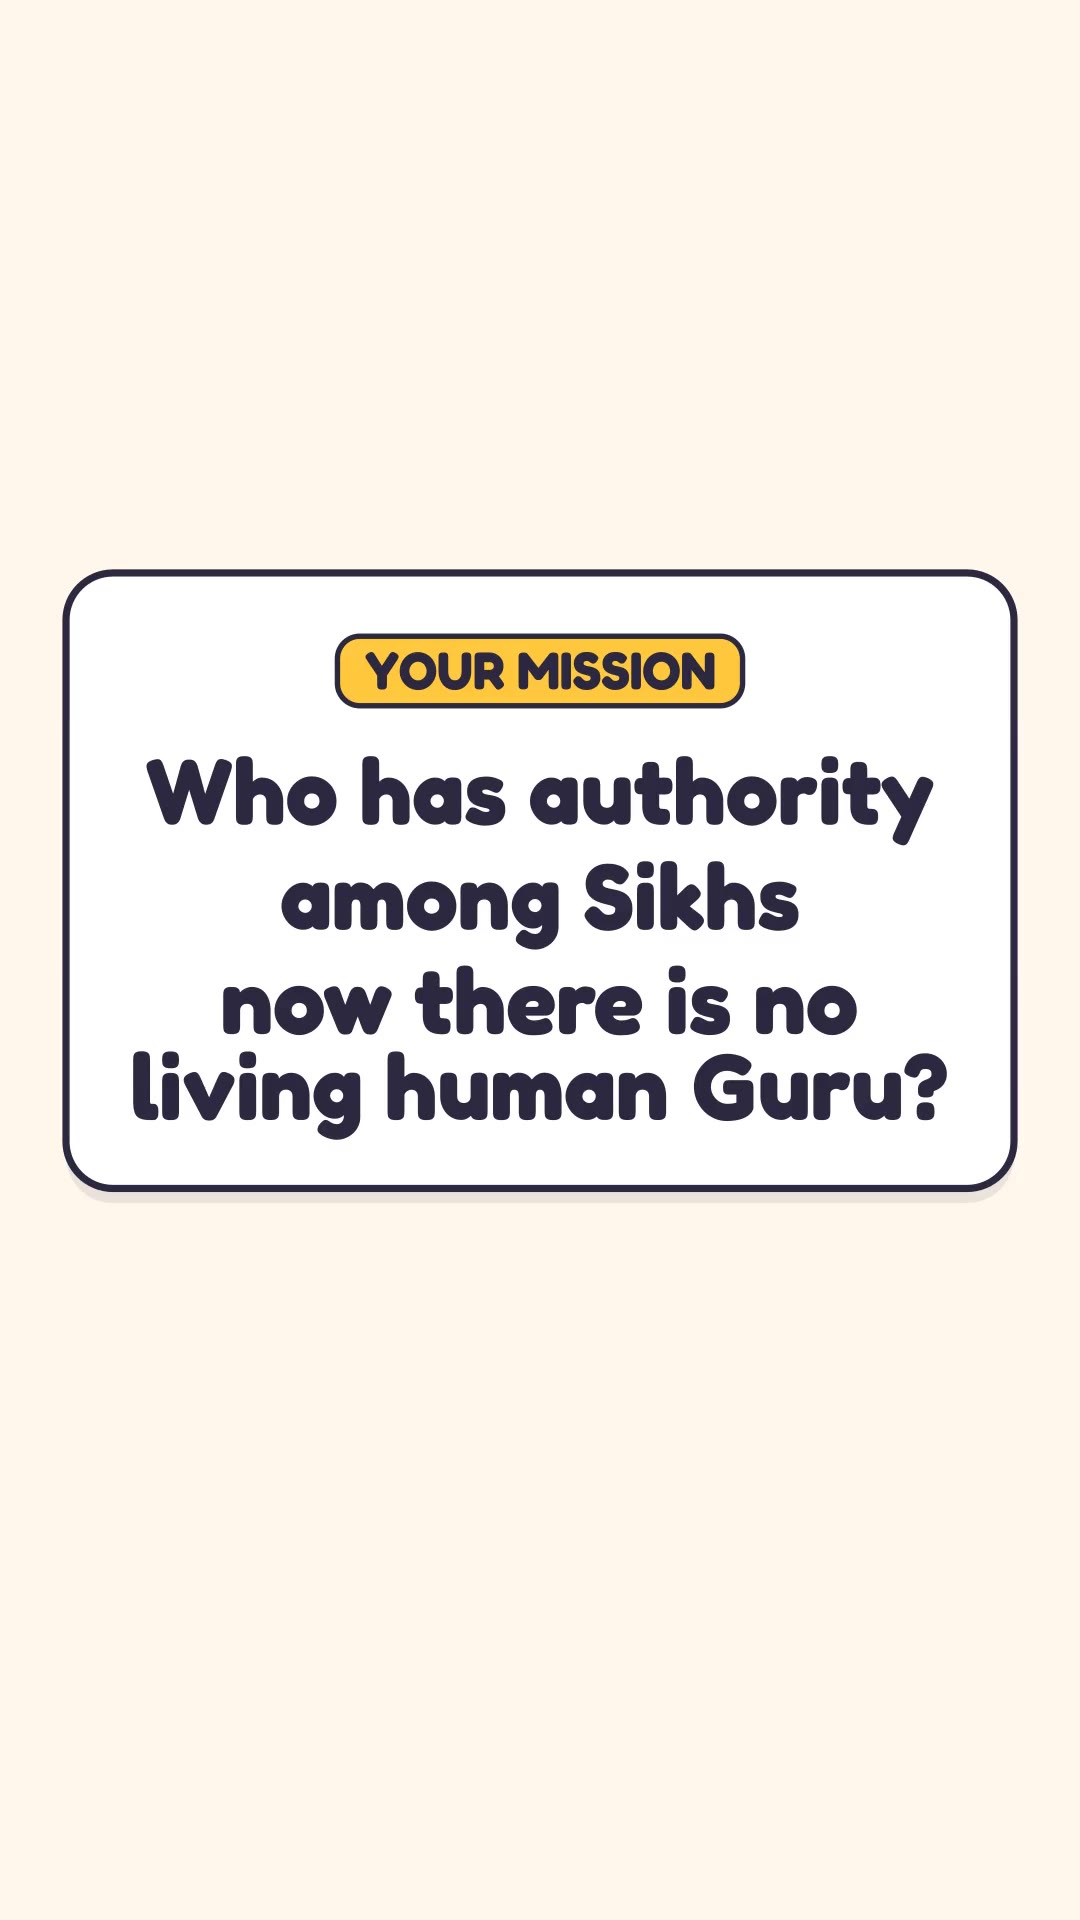 YOUR MISSION
Who has authority
among Sikhs
now there is no
living human Guru?